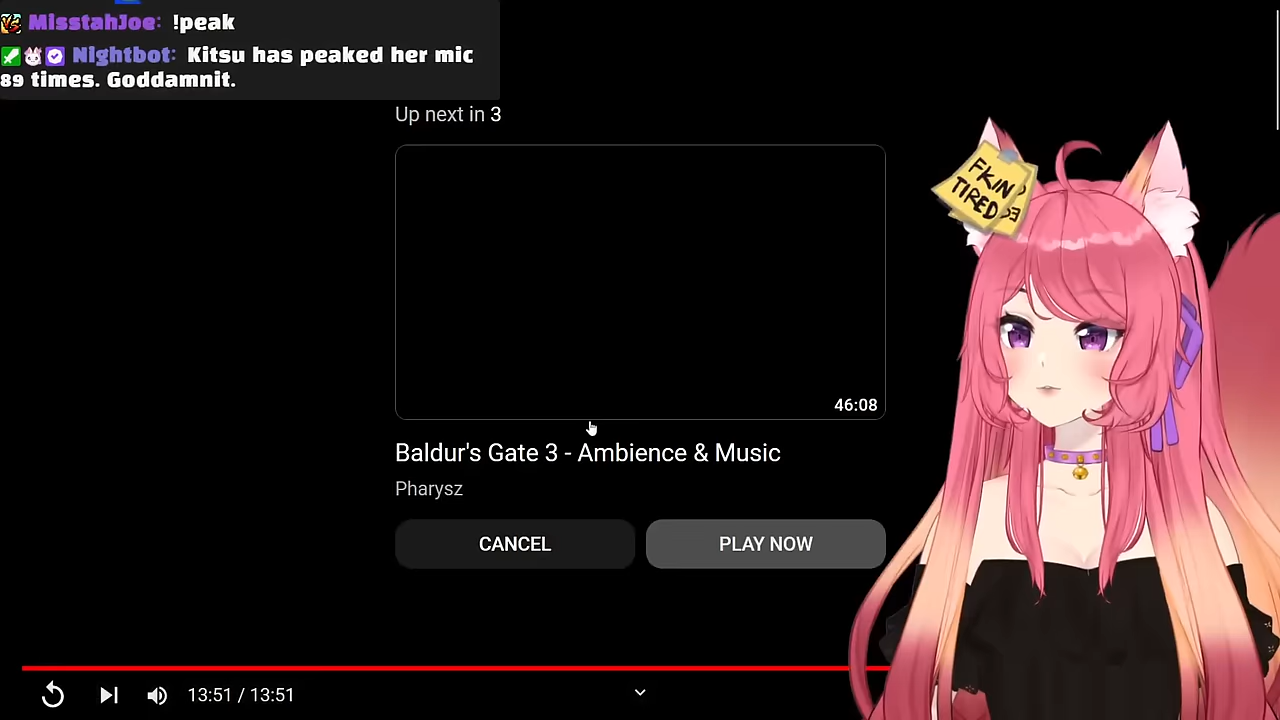 MisstahJoe: !peak
Nightbot: Kitsu has peaked her mic
89 times. Goddamnit.
Up next in 3
FKIN
TIRED
46:08
Baldur's Gate 3 - Ambience & Music
Pharysz
CANCEL
PLAY NOW
13:51 / 13:51